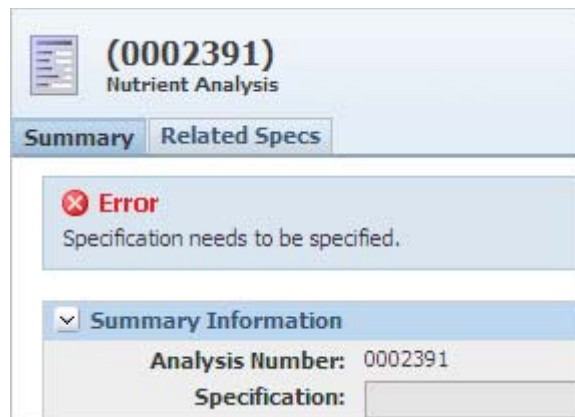 (0002391)
Nutrient Analysis
Summary Related Specs
Error
Specification needs to be specified.
Summary Information
Analysis Number: 0002391
Specification: